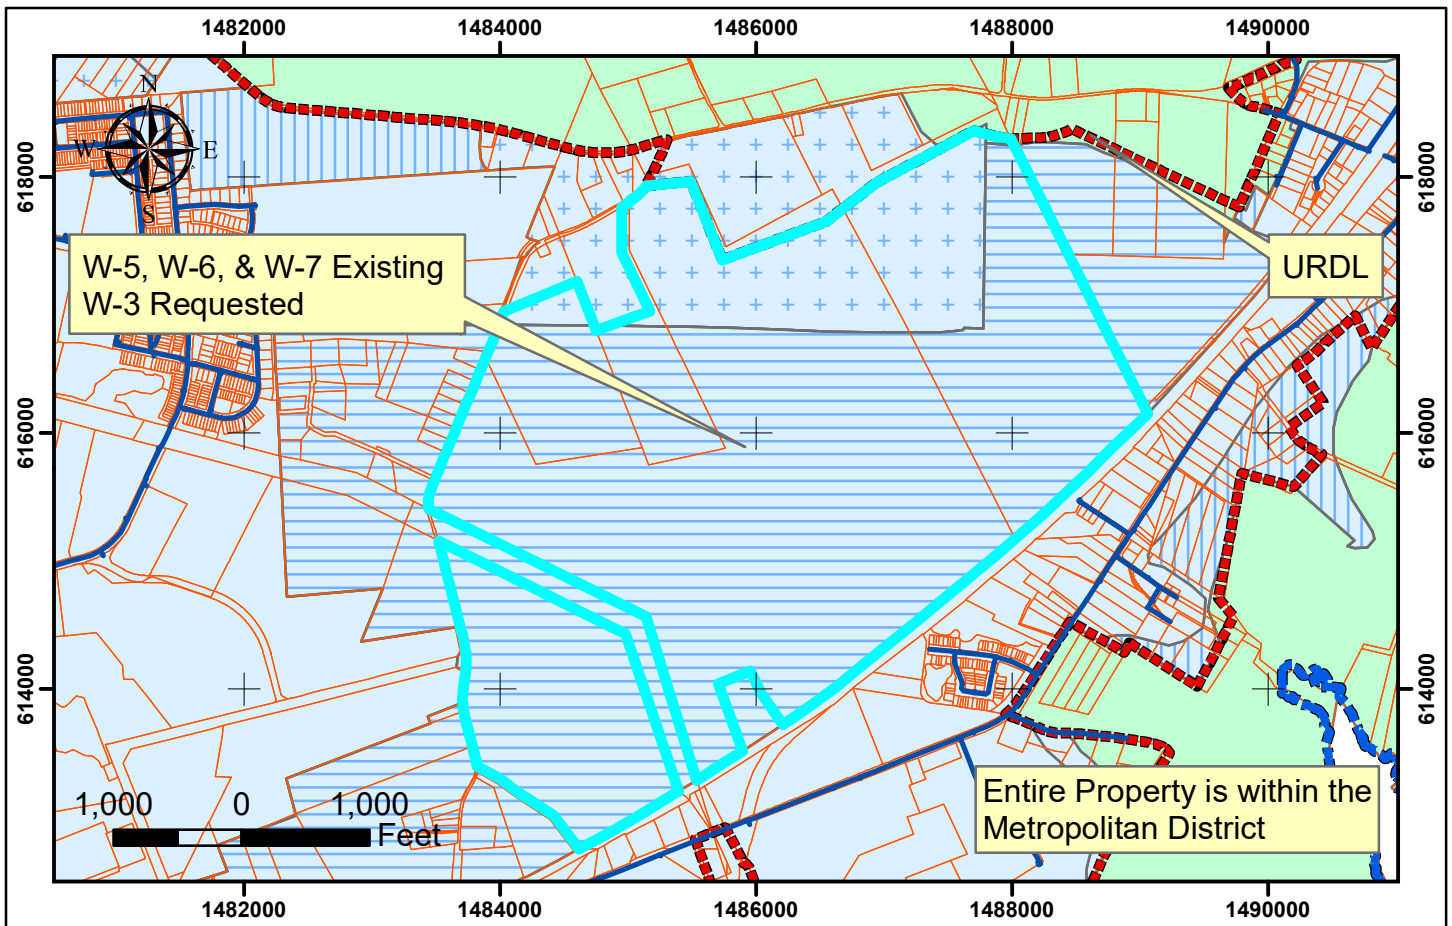 1482000 1484000 1486000 1488000 1490000
N
W E
S
618000 618000
W-5, W-6, & W-7 Existing
W-3 Requested
URDL
616000 616000
614000 614000
Entire Property is within the
Metropolitan District
1,000 0 1,000
Feet
1482000 1484000 1486000 1488000 1490000